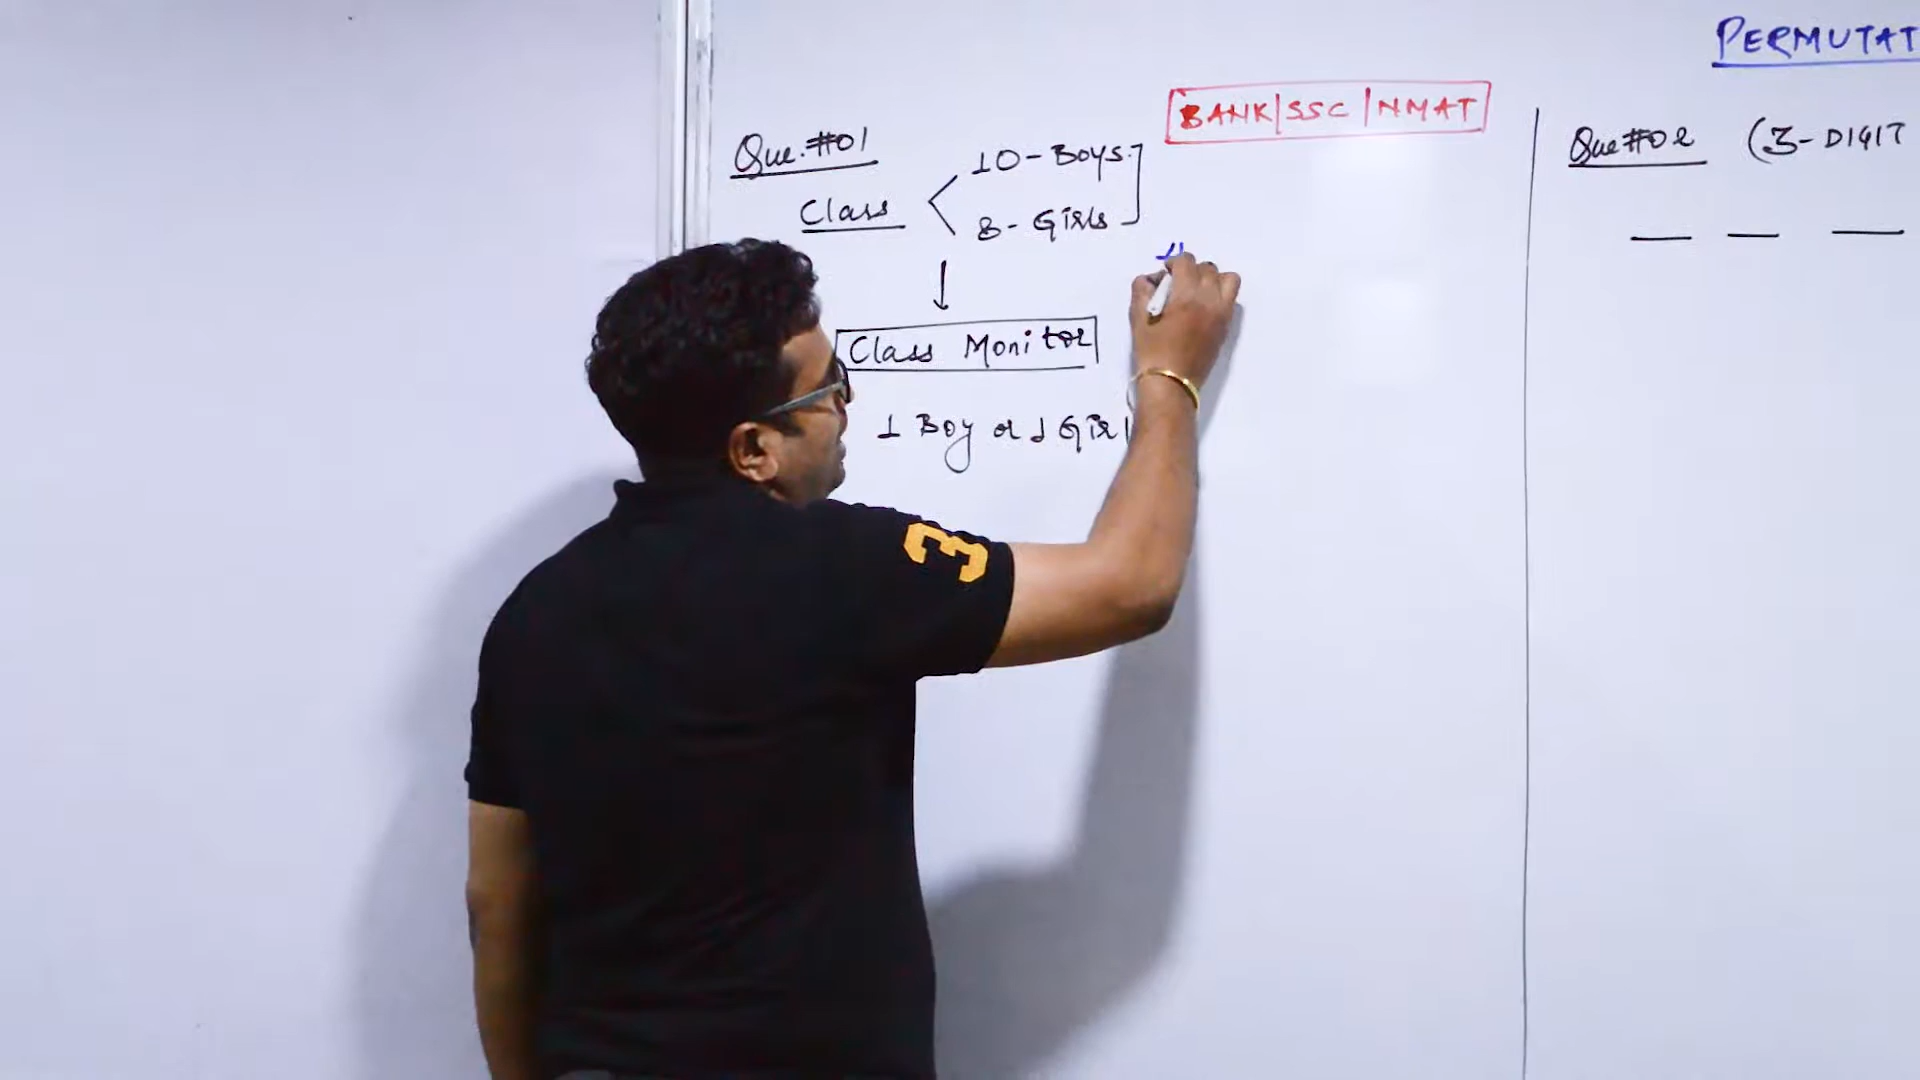 PERMUTAT
BANK|SSC|NMAT
Que.#01
10-Boys.
Class
8- Girls
Class Monitor
1 Boy or 1 Girl
Que#02 (3-DIGIT
3